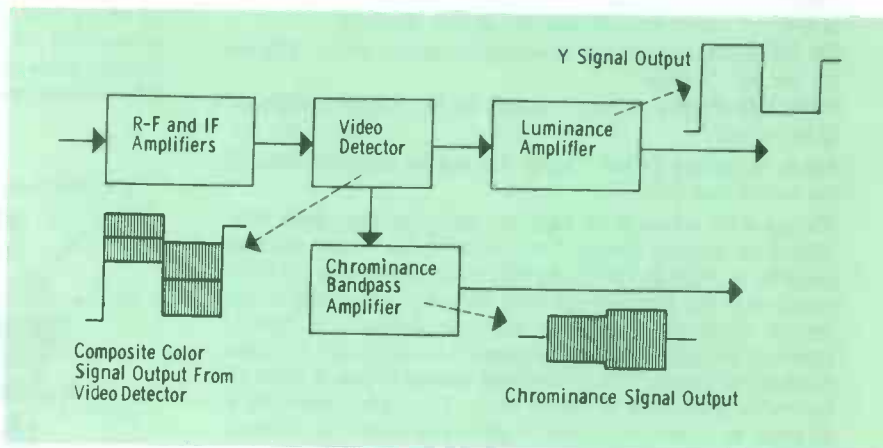 Y Signal Output
R-F and IF
Amplifiers
Video
Detector
Luminance
Amplifier
Chrominance
Bandpass
Amplifier
Composite Color
Signal Output From
Video Detector
Chrominance Signal Output